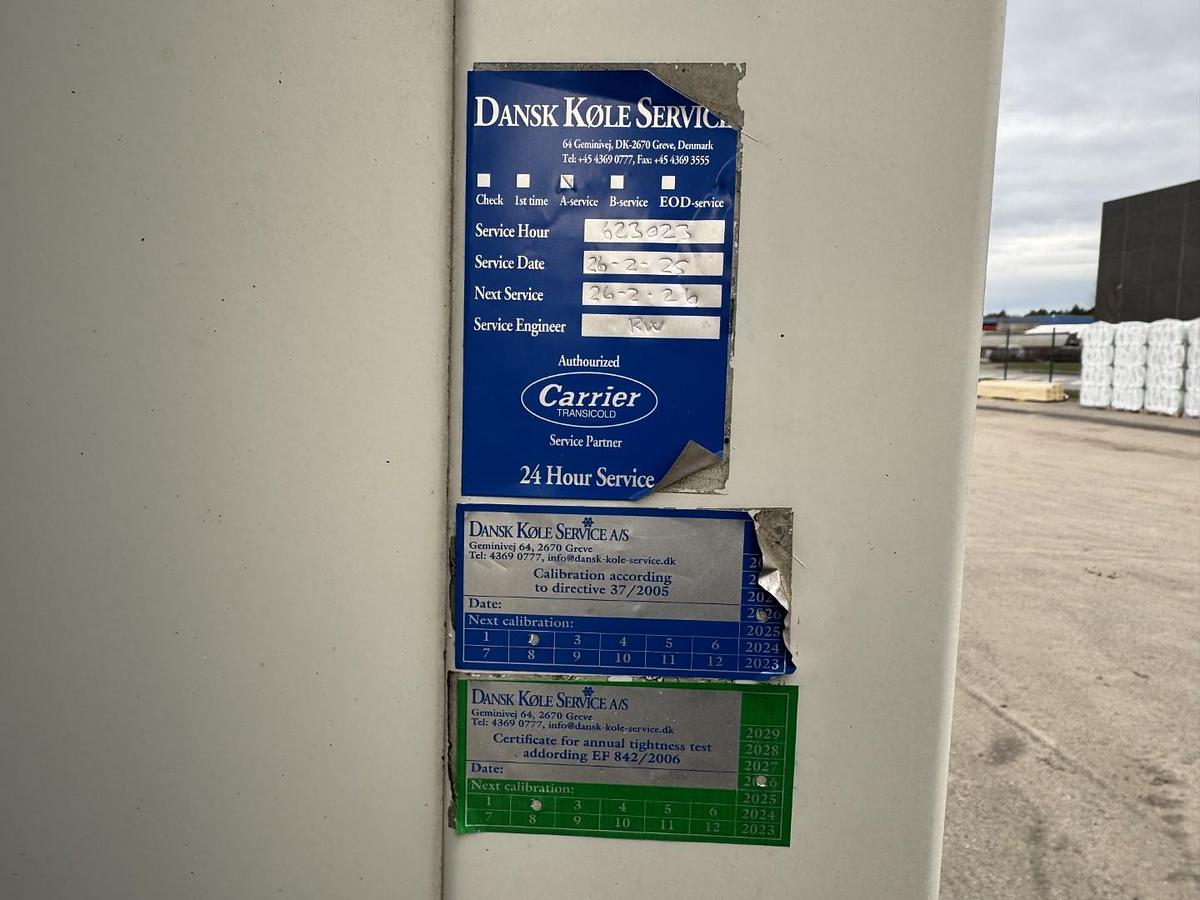 DANSK KØLE SERVICE
64 Geminivej, DK-2670 Greve, Denmark
Tel: +45 4369 0777, Fax: +45 4369 3555
Check 1st time A-service B-service EOD-service
Service Hour 623023
Service Date 26-2-25
Next Service 26-2-26
Service Engineer RW
Authourized
Carrier
TRANSICOLD
Service Partner
24 Hour Service
DANSK KØLE SERVICE A/S
Geminivej 64, 2670 Greve
Tel: 4369 0777, info@dansk-kole-service.dk
Calibration according
to directive 37/2005
Date:
2026
Next calibration: 2025
1 2 3 4 5 6 2024
7 8 9 10 11 12 2023
DANSK KØLE SERVICE A/S
Geminivej 64, 2670 Greve
Tel: 4369 0777, info@dansk-kole-service.dk
2029
Certificate for annual tightness test 2028
addording EF 842/2006
Date: 2027
2026
Next calibration: 2025
1 2 3 4 5 6 2024
7 8 9 10 11 12 2023